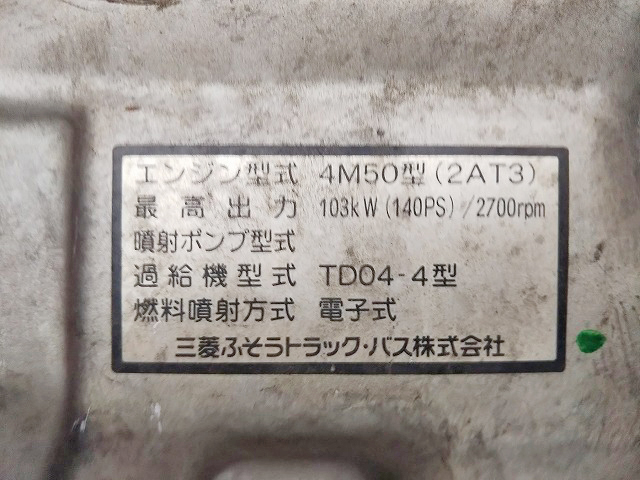 エンジン型式 4M50型(2AT3)
最高出力 103kW(140PS)/2700rpm
噴射ポンプ型式
過給機型式 TD04-4型
燃料噴射方式 電子式
三菱ふそうトラック・バス株式会社